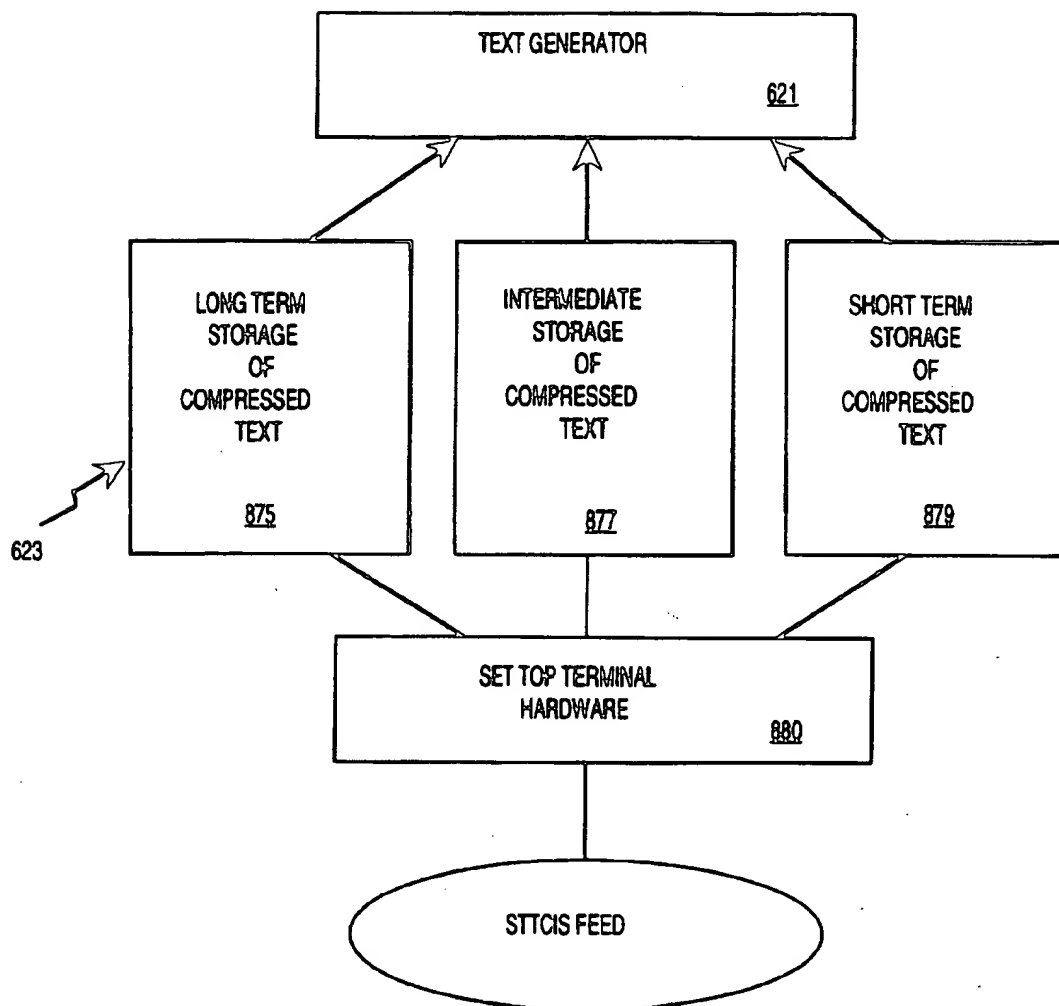 TEXT GENERATOR
621
LONG TERM
STORAGE
OF
COMPRESSED
TEXT
875
INTERMEDIATE
STORAGE
OF
COMPRESSED
TEXT
877
SHORT TERM
STORAGE
OF
COMPRESSED
TEXT
879
623
SET TOP TERMINAL
HARDWARE
880
STTCIS FEED